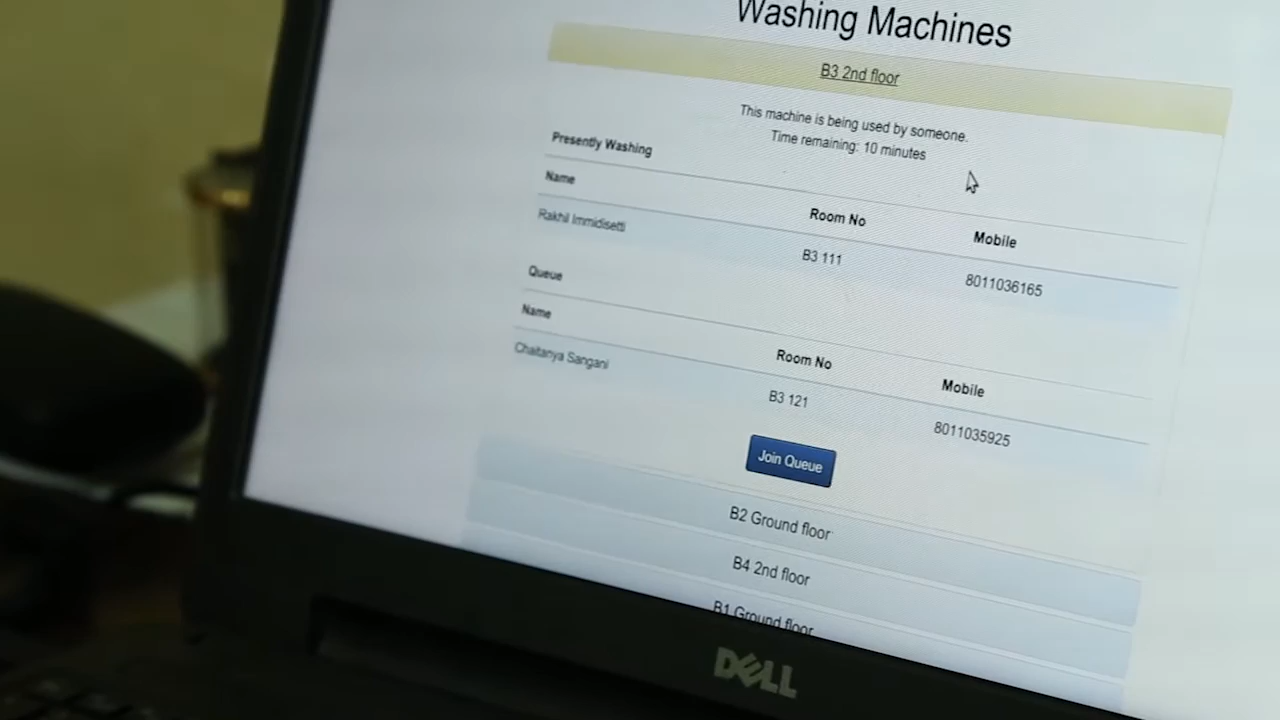 Washing Machines
B3 2nd floor
This machine is being used by someone.
Time remaining: 10 minutes
Presently Washing
Name Room No Mobile
Rakhil Immidisetti B3 111 8011036165
Queue
Name Room No Mobile
Chaitanya Sangani B3 121 8011035925
Join Queue
B2 Ground floor
B4 2nd floor
B1 Ground floor
DELL